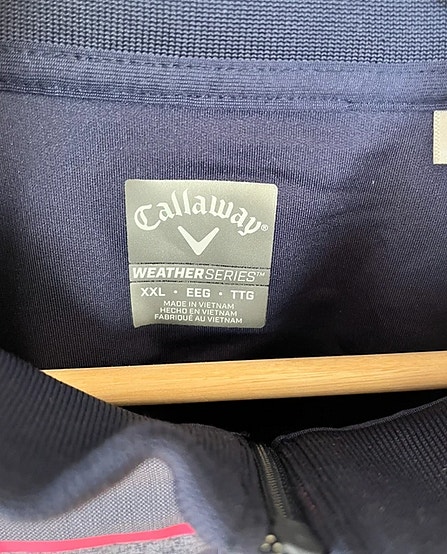 Callaway®
WEATHERSERIES™
XXL • EEG • TTG
MADE IN VIETNAM
HECHO EN VIETNAM
FABRIQUÉ AU VIETNAM